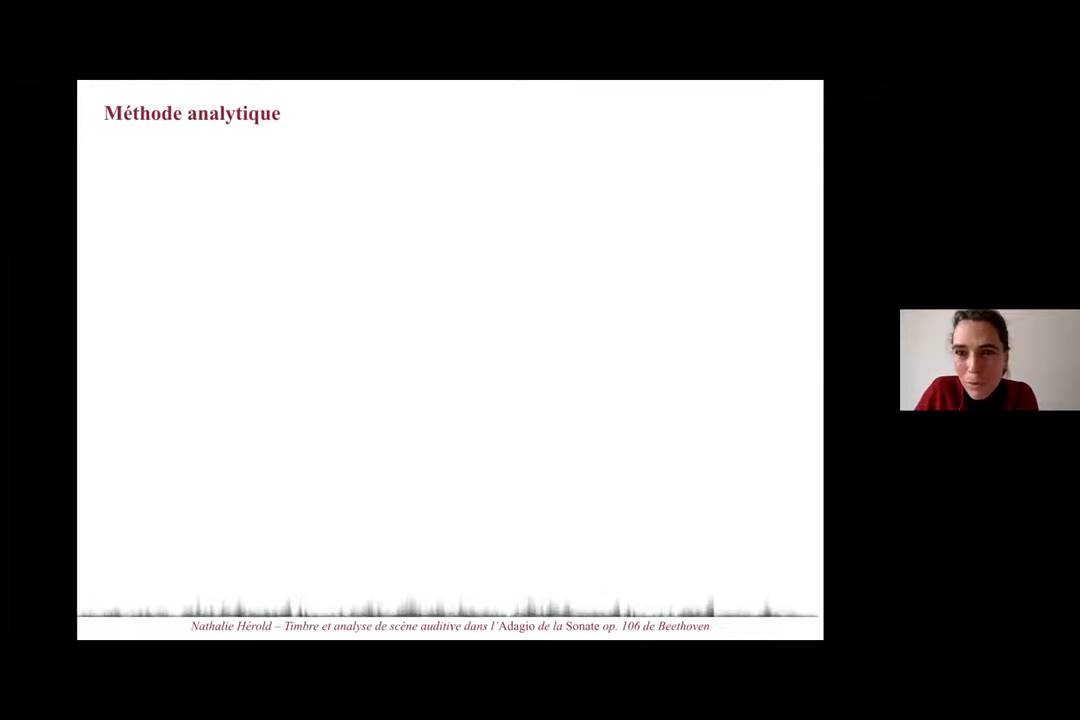 Méthode analytique
Nathalie Hérold – Timbre et analyse de scène auditive dans l’Adagio de la Sonate op. 106 de Beethoven